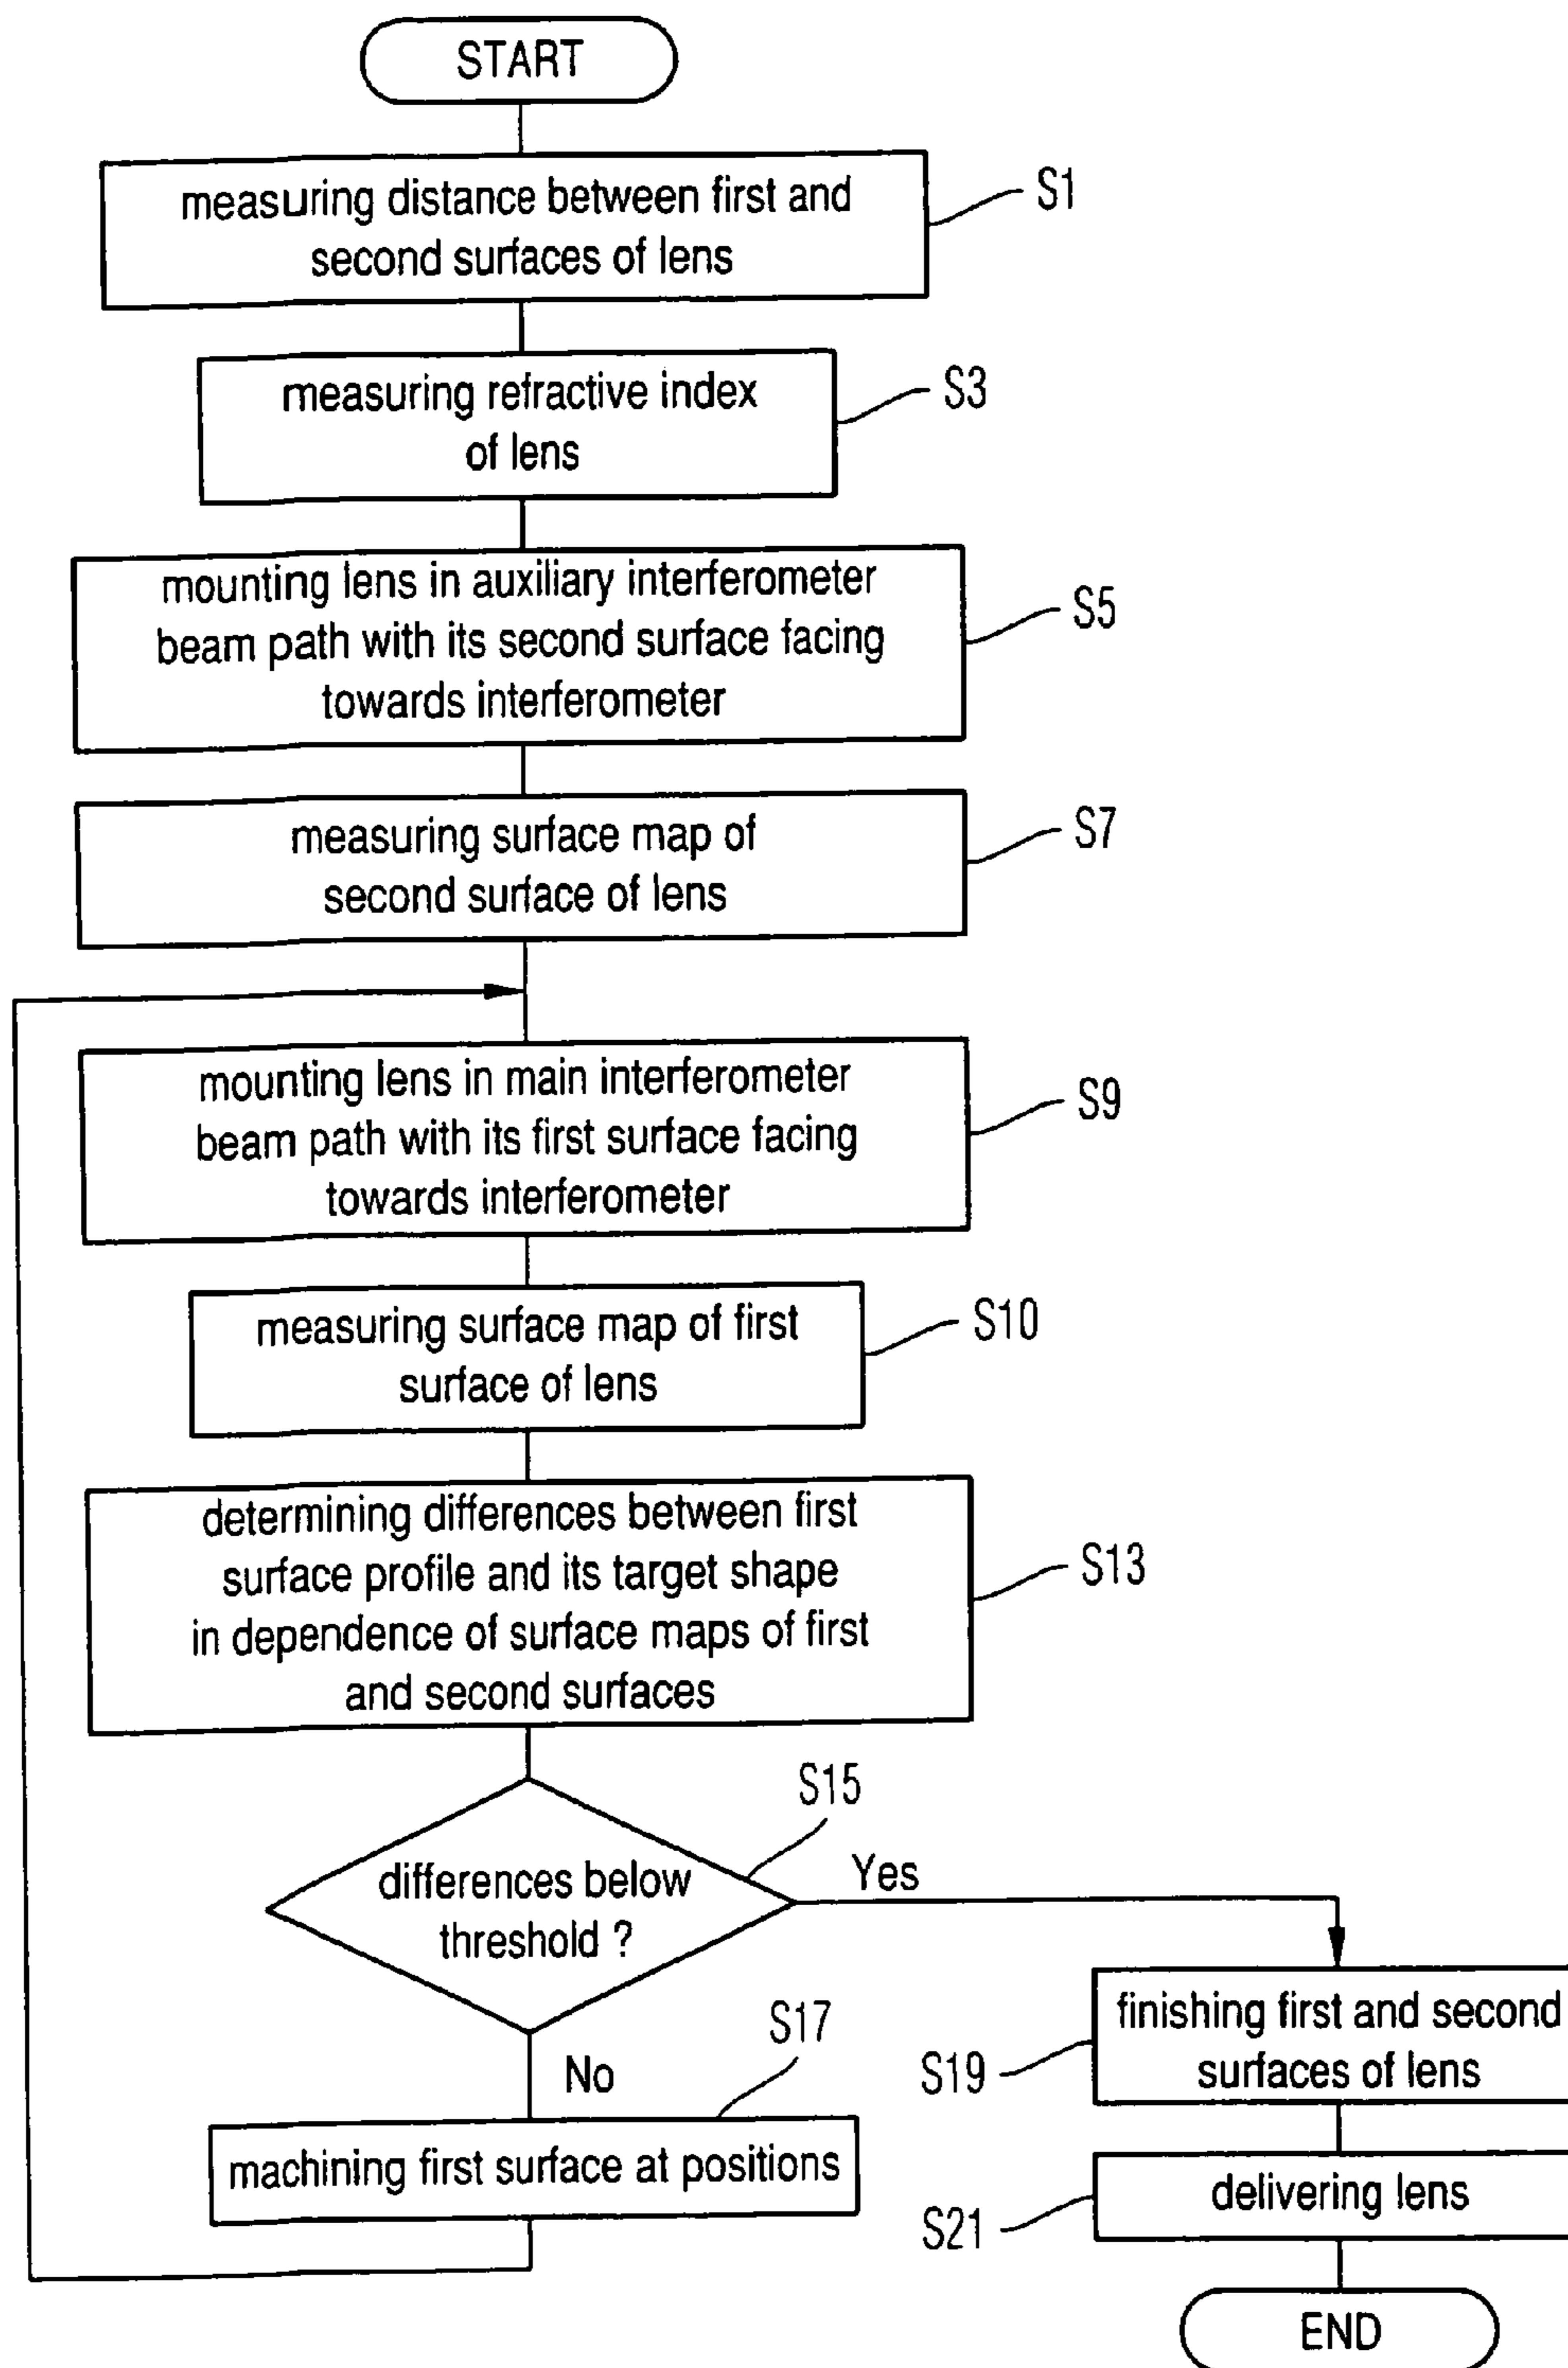 START
measuring distance between first and
second surfaces of lens
S1
measuring refractive index
of lens
S3
mounting lens in auxiliary interferometer
beam path with its second surface facing
towards interferometer
S5
measuring surface map of
second surface of lens
S7
mounting lens in main interferometer
beam path with its first surface facing
towards interferometer
S9
measuring surface map of first
surface of lens
S10
determining differences between first
surface profile and its target shape
in dependence of surface maps of first
and second surfaces
S13
differences below
threshold ?
S15
Yes
No
machining first surface at positions
S17
finishing first and second
surfaces of lens
S19
delivering lens
S21
END